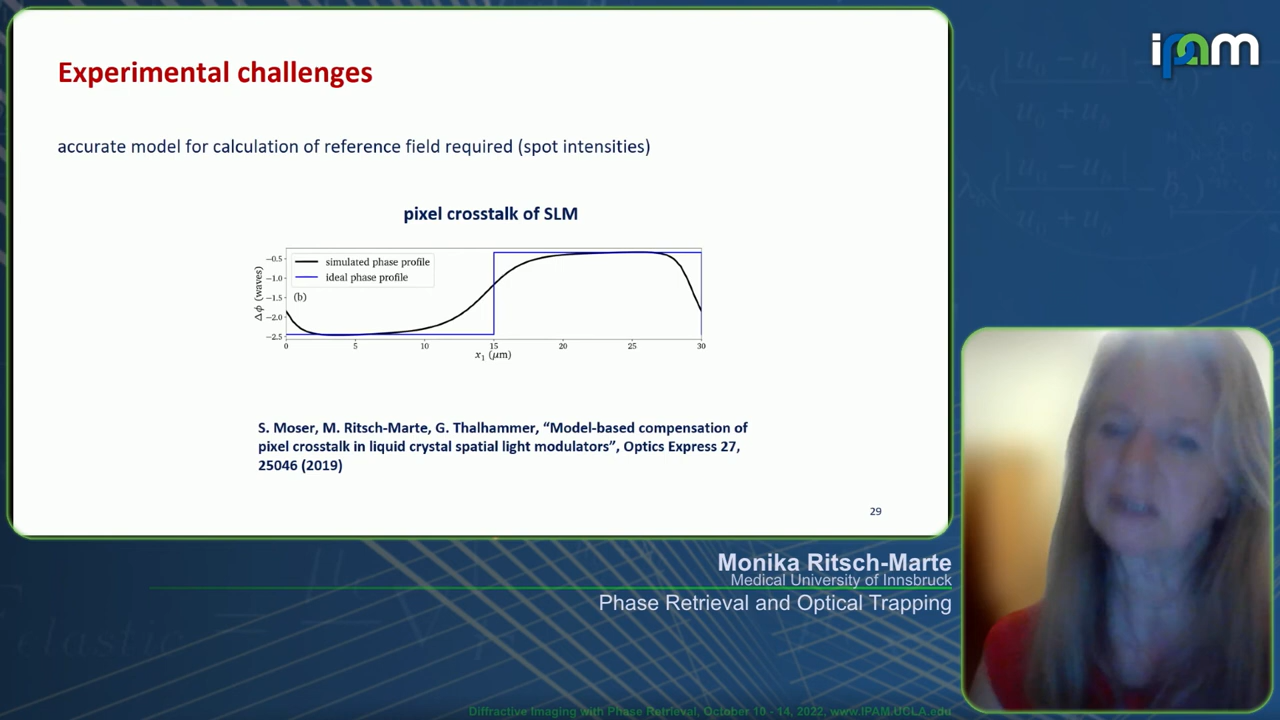 Experimental challenges
ipam
accurate model for calculation of reference field required (spot intensities)
pixel crosstalk of SLM
simulated phase profile
ideal phase profile
(b)
Δϕ (waves)
−0.5
−1.0
−1.5
−2.0
−2.5
0 5 10 15 20 25 30
x₁ (μm)
S. Moser, M. Ritsch-Marte, G. Thalhammer, “Model-based compensation of
pixel crosstalk in liquid crystal spatial light modulators”, Optics Express 27,
25046 (2019)
29
Monika Ritsch-Marte
Medical University of Innsbruck
Phase Retrieval and Optical Trapping
elastic
Diffractive Imaging with Phase Retrieval, October 10 - 14, 2022, www.IPAM.UCLA.edu